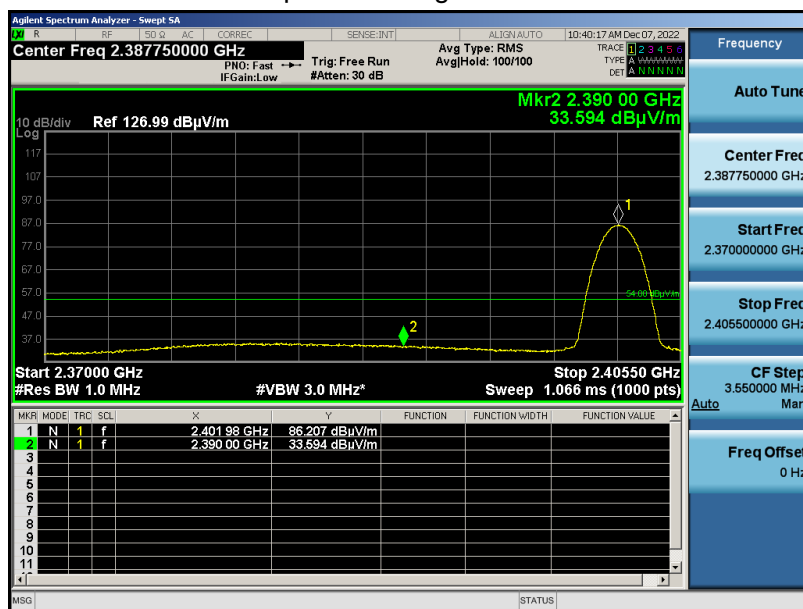 Agilent Spectrum Analyzer - Swept SA
LXI R RF 50 Ω AC CORREC SENSE:INT ALIGN AUTO 10:40:17 AM Dec 07, 2022
Center Freq 2.387750000 GHz
PNO: Fast
IFGain:Low
Trig: Free Run
#Atten: 30 dB
Avg Type: RMS
Avg|Hold: 100/100
TRACE 1 2 3 4 5 6
TYPE A WWWWW
DET A N N N N N
Mkr2 2.390 00 GHz
33.594 dBµV/m
10 dB/div Ref 126.99 dBµV/m
Log
117
107
97.0
87.0
77.0
67.0
57.0
47.0
37.0
1
54.00 dBµV/m
2
Start 2.37000 GHz Stop 2.40550 GHz
#Res BW 1.0 MHz #VBW 3.0 MHz* Sweep 1.066 ms (1000 pts)
MKR MODE TRC SCL X Y FUNCTION FUNCTION WIDTH FUNCTION VALUE
1 N 1 f 2.401 98 GHz 86.207 dBµV/m
2 N 1 f 2.390 00 GHz 33.594 dBµV/m
3
4
5
6
7
8
9
10
11
MSG STATUS
Frequency
Auto Tune
Center Freq
2.387750000 GHz
Start Freq
2.370000000 GHz
Stop Freq
2.405500000 GHz
CF Step
3.550000 MHz
Auto Man
Freq Offset
0 Hz